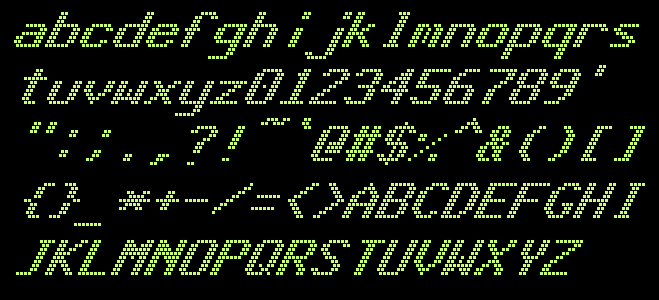 abcdefghijklmnopqrs
tuvwxyz0123456789'
":;.,?!~`@#$%^&()[]
{}_*+-/=<>ABCDEFGHI
JKLMNOPQRSTUVWXYZ